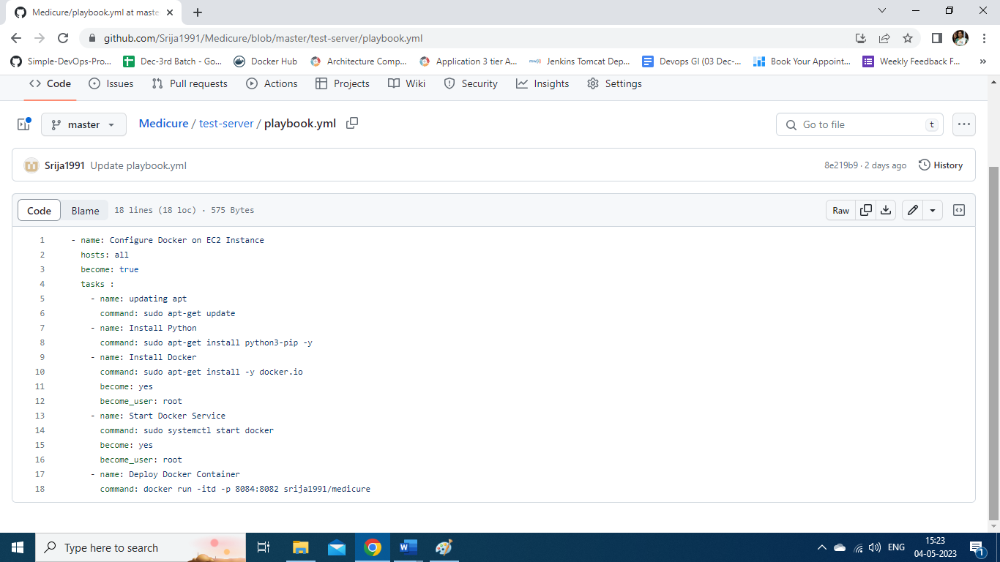 Medicure/playbook.yml at maste
github.com/Srija1991/Medicure/blob/master/test-server/playbook.yml
Simple-DevOps-Pro... Dec-3rd Batch - Go... Docker Hub Architecture Comp... Application 3 tier A... Jenkins Tomcat Dep... Devops GI (03 Dec-... Book Your Appoint... Weekly Feedback F... »
Code Issues Pull requests Actions Projects Wiki Security Insights Settings
master Medicure / test-server / playbook.yml Go to file t
Srija1991 Update playbook.yml 8e219b9 · 2 days ago History
Code Blame 18 lines (18 loc) · 575 Bytes Raw
1 - name: Configure Docker on EC2 Instance
2 hosts: all
3 become: true
4 tasks :
5 - name: updating apt
6 command: sudo apt-get update
7 - name: Install Python
8 command: sudo apt-get install python3-pip -y
9 - name: Install Docker
10 command: sudo apt-get install -y docker.io
11 become: yes
12 become_user: root
13 - name: Start Docker Service
14 command: sudo systemctl start docker
15 become: yes
16 become_user: root
17 - name: Deploy Docker Container
18 command: docker run -itd -p 8084:8082 srija1991/medicure
Type here to search ENG 15:23
04-05-2023 1